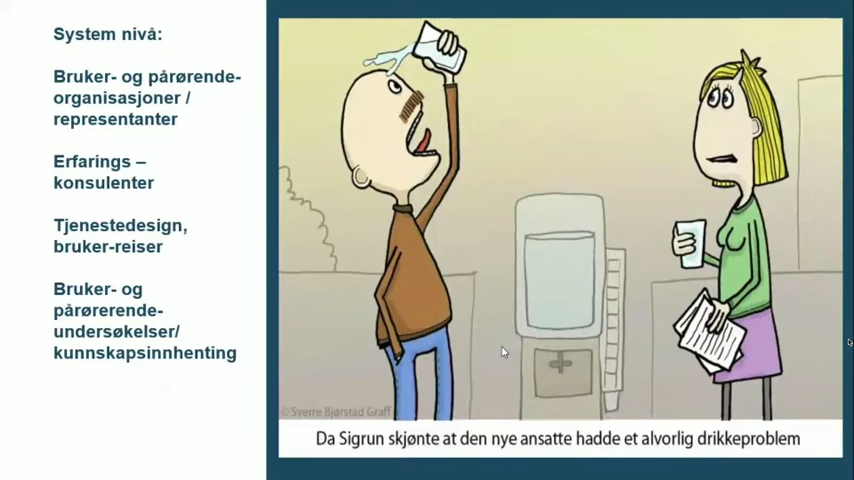 System nivå:
Bruker- og pårørende-
organisasjoner /
representanter
Erfarings –
konsulenter
Tjenestedesign,
bruker-reiser
Bruker- og
pårørerende-
undersøkelser/
kunnskapsinnhenting
© Sverre Bjørstad Graff
Da Sigrun skjønte at den nye ansatte hadde et alvorlig drikkeproblem